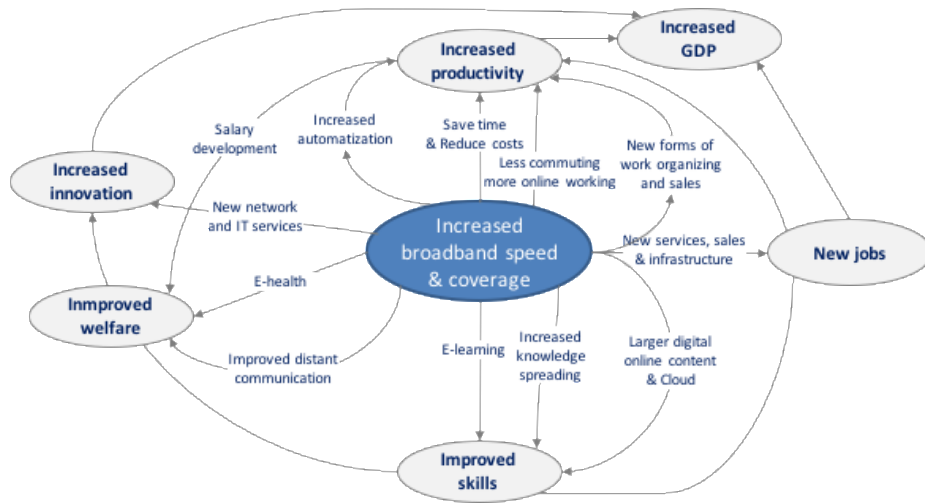 Increased
GDP
Increased
productivity
Salary
development
Increased
automatization
Save time
& Reduce costs
Less commuting
more online working
New forms of
work organizing
and sales
Increased
innovation
New network
and IT services
Increased
broadband speed
& coverage
New services, sales
& infrastructure
New jobs
E-health
Inmproved
welfare
Improved distant
communication
E-learning
Increased
knowledge
spreading
Larger digital
online content
& Cloud
Improved
skills